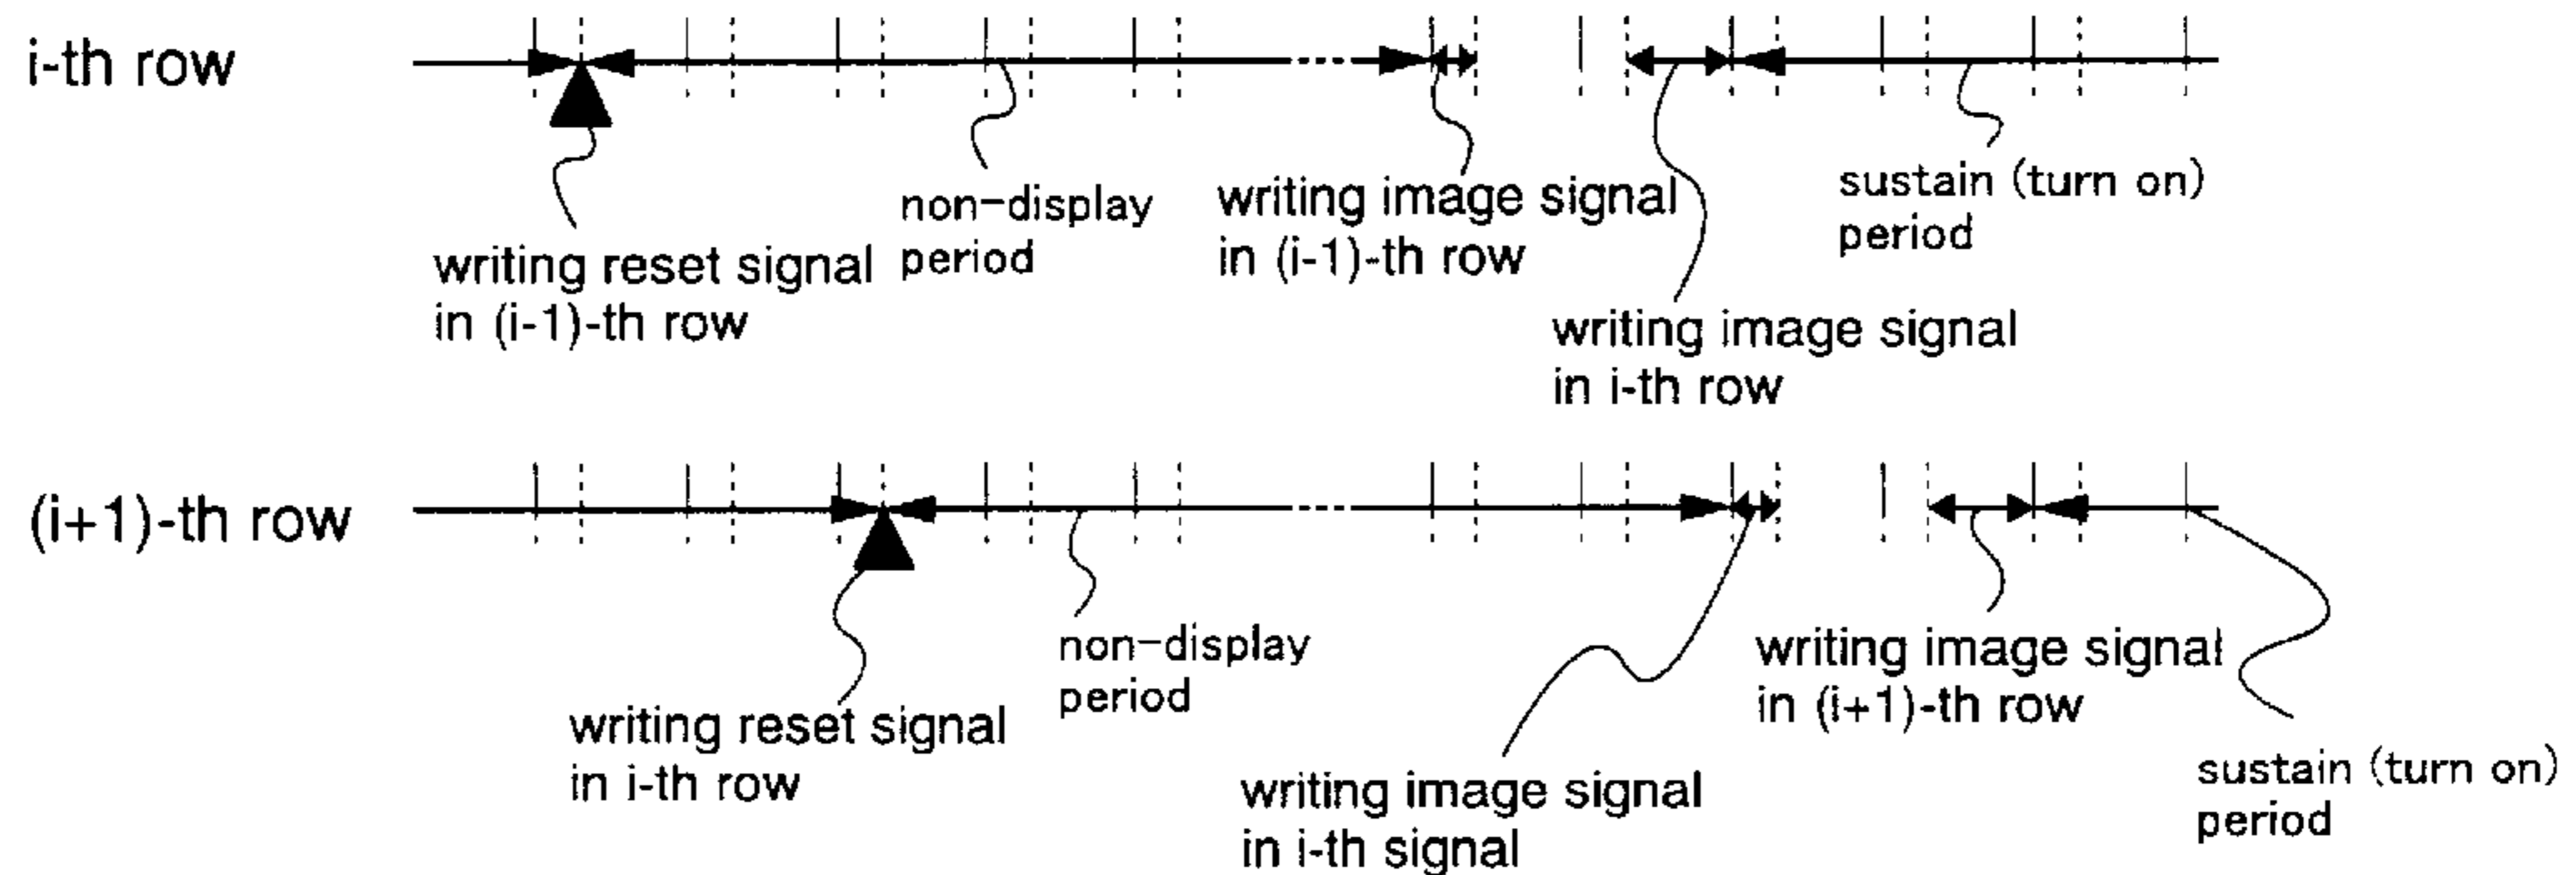 i-th row
writing reset signal
in (i-1)-th row
non-display
period
writing image signal
in (i-1)-th row
writing image signal
in i-th row
sustain (turn on)
period
(i+1)-th row
writing reset signal
in i-th row
non-display
period
writing image signal
in i-th signal
writing image signal
in (i+1)-th row
sustain (turn on)
period